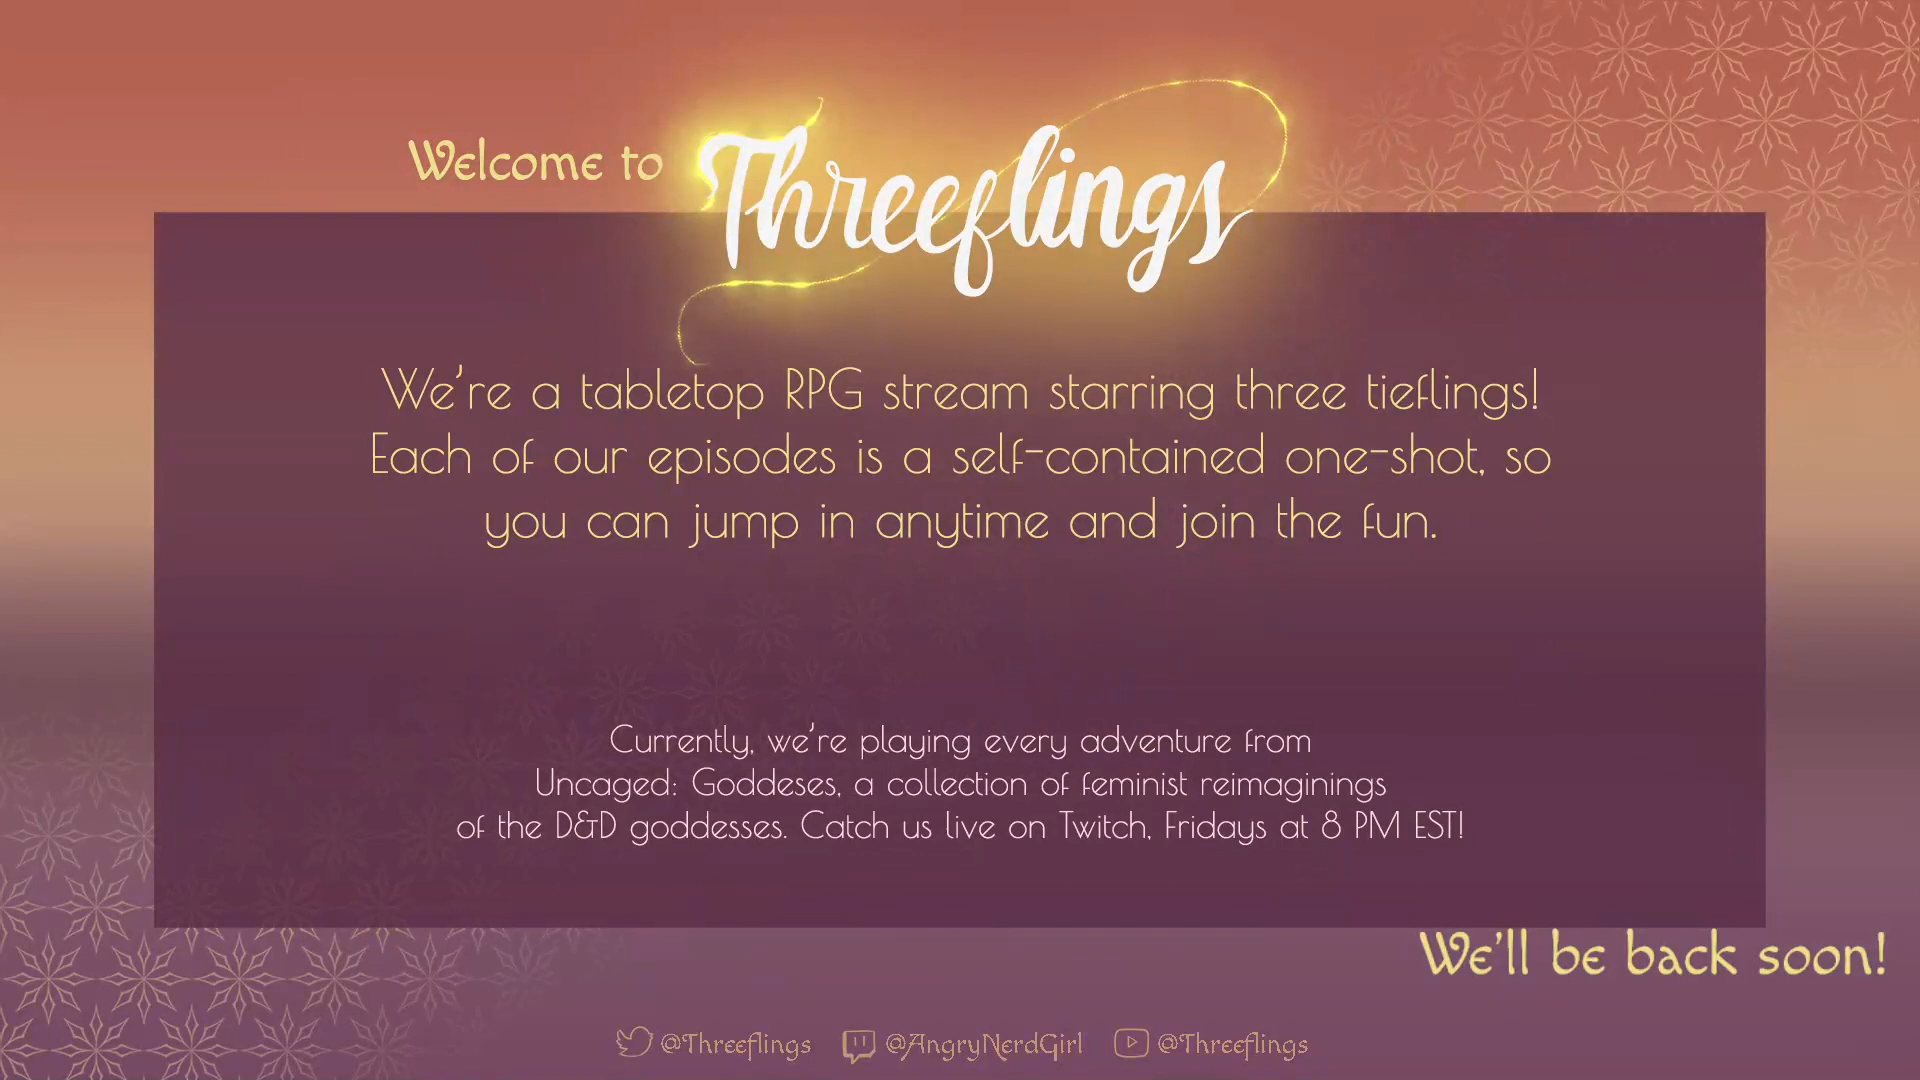 Welcome to Threeflings
We're a tabletop RPG stream starring three tieflings!
Each of our episodes is a self-contained one-shot, so
you can jump in anytime and join the fun.
Currently, we're playing every adventure from
Uncaged: Goddeses, a collection of feminist reimaginings
of the D&D goddesses. Catch us live on Twitch, Fridays at 8 PM EST!
We'll be back soon!
@Threeflings @AngryNerdGirl @Threeflings